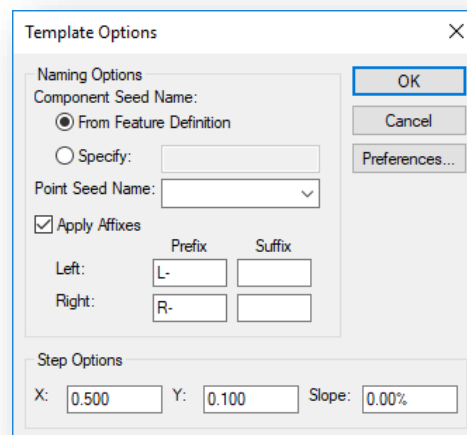 Template Options
Naming Options
OK
Component Seed Name:
From Feature Definition
Cancel
Specify:
Preferences...
Point Seed Name:
Apply Affixes
Prefix Suffix
Left: L-
Right: R-
Step Options
X: 0.500 Y: 0.100 Slope: 0.00%